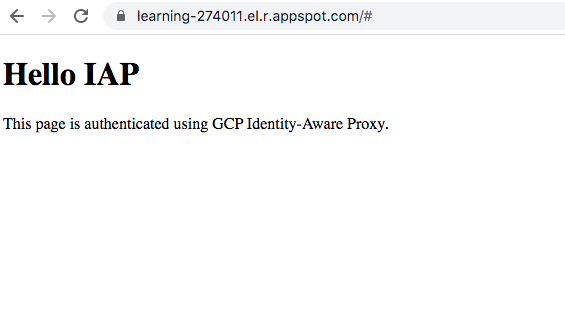 learning-274011.el.r.appspot.com/#
Hello IAP
This page is authenticated using GCP Identity-Aware Proxy.